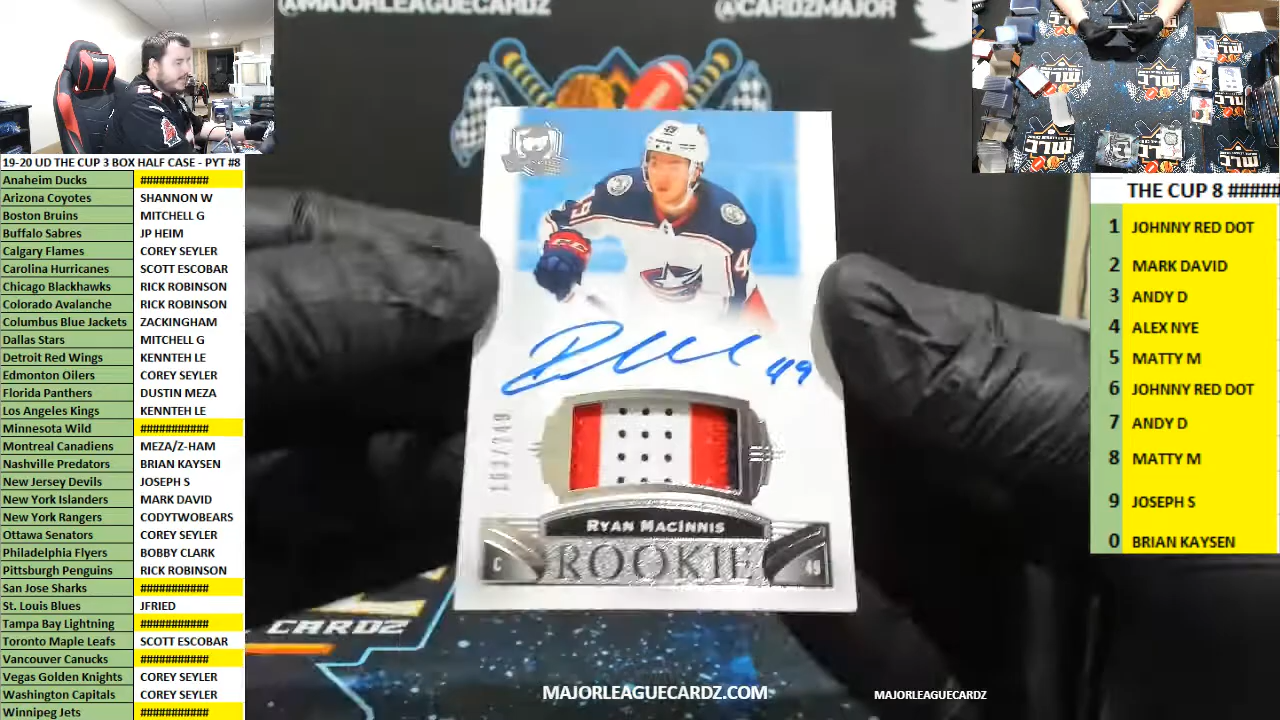 @MAJORLEAGUECARDZ
@CARDZMAJOR
19-20 UD THE CUP 3 BOX HALF CASE - PYT #8
Anaheim Ducks ###########
Arizona Coyotes SHANNON W
Boston Bruins MITCHELL G
Buffalo Sabres JP HEIM
Calgary Flames COREY SEYLER
Carolina Hurricanes SCOTT ESCOBAR
Chicago Blackhawks RICK ROBINSON
Colorado Avalanche RICK ROBINSON
Columbus Blue Jackets ZACKINGHAM
Dallas Stars MITCHELL G
Detroit Red Wings KENNTEH LE
Edmonton Oilers COREY SEYLER
Florida Panthers DUSTIN MEZA
Los Angeles Kings KENNTEH LE
Minnesota Wild ###########
Montreal Canadiens MEZA/Z-HAM
Nashville Predators BRIAN KAYSEN
New Jersey Devils JOSEPH S
New York Islanders MARK DAVID
New York Rangers CODYTWOBEARS
Ottawa Senators COREY SEYLER
Philadelphia Flyers BOBBY CLARK
Pittsburgh Penguins RICK ROBINSON
San Jose Sharks ###########
St. Louis Blues JFRIED
Tampa Bay Lightning ###########
Toronto Maple Leafs SCOTT ESCOBAR
Vancouver Canucks ###########
Vegas Golden Knights COREY SEYLER
Washington Capitals COREY SEYLER
Winnipeg Jets ###########
49
RYAN MACINNIS
C ROOKIE 49
CARDZ
MAJORLEAGUECARDZ.COM
MAJORLEAGUECARDZ
THE CUP 8 #####
1 JOHNNY RED DOT
2 MARK DAVID
3 ANDY D
4 ALEX NYE
5 MATTY M
6 JOHNNY RED DOT
7 ANDY D
8 MATTY M
9 JOSEPH S
0 BRIAN KAYSEN